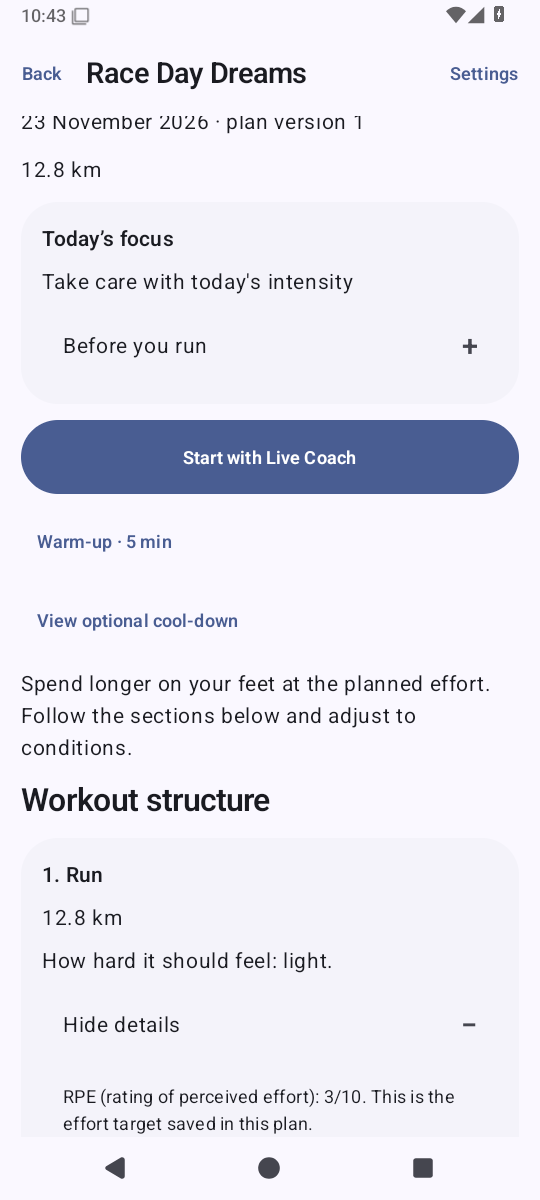 10:43
Back
Race Day Dreams
Settings
23 November 2026 · plan version 1
12.8 km
Today’s focus
Take care with today's intensity
Before you run
+
Start with Live Coach
Warm-up · 5 min
View optional cool-down
Spend longer on your feet at the planned effort.
Follow the sections below and adjust to
conditions.
Workout structure
1. Run
12.8 km
How hard it should feel: light.
Hide details
−
RPE (rating of perceived effort): 3/10. This is the
effort target saved in this plan.